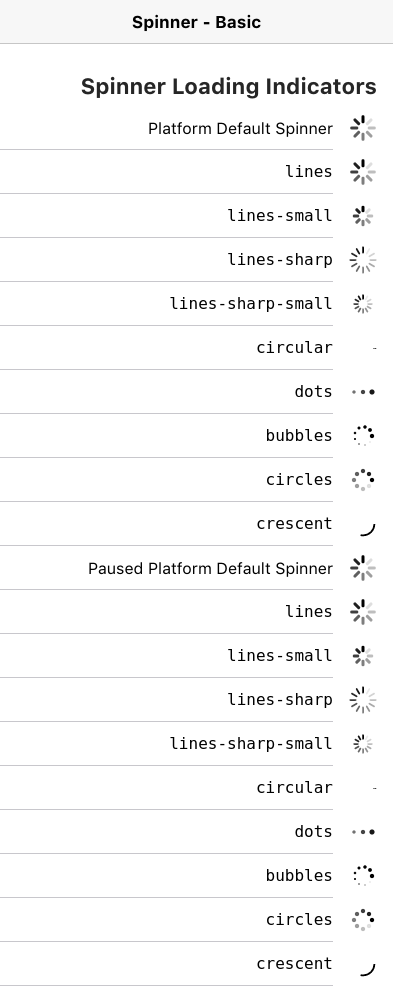 Spinner - Basic
Spinner Loading Indicators
Platform Default Spinner
lines
lines-small
lines-sharp
lines-sharp-small
circular
dots
bubbles
circles
crescent
Paused Platform Default Spinner
lines
lines-small
lines-sharp
lines-sharp-small
circular
dots
bubbles
circles
crescent